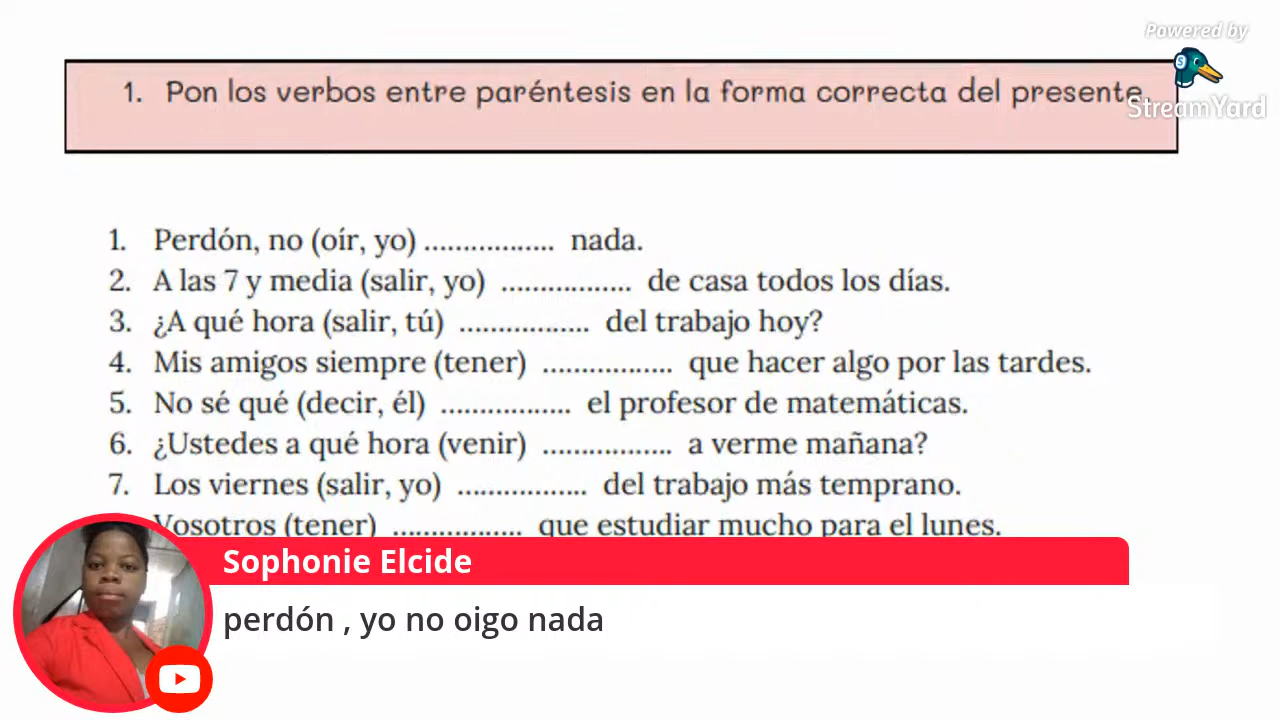 Powered by
StreamYard
1. Pon los verbos entre paréntesis en la forma correcta del presente.
1. Perdón, no (oír, yo) ................. nada.
2. A las 7 y media (salir, yo) ................. de casa todos los días.
3. ¿A qué hora (salir, tú) ................. del trabajo hoy?
4. Mis amigos siempre (tener) ................. que hacer algo por las tardes.
5. No sé qué (decir, él) ................. el profesor de matemáticas.
6. ¿Ustedes a qué hora (venir) ................. a verme mañana?
7. Los viernes (salir, yo) ................. del trabajo más temprano.
Vosotros (tener) ................. que estudiar mucho para el lunes.
Sophonie Elcide
perdón , yo no oigo nada